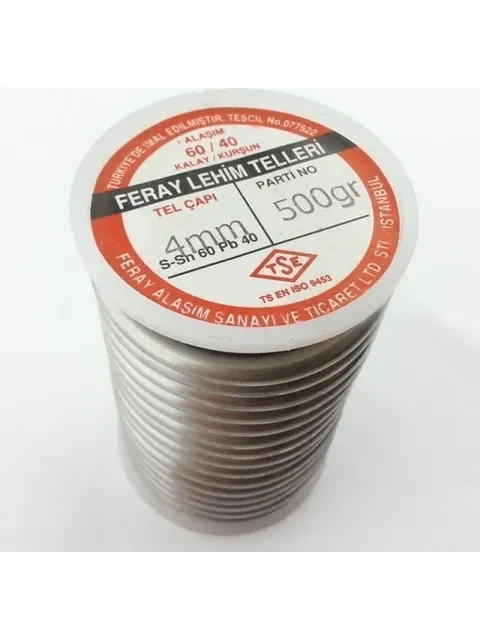 TÜRKİYE'DE İMAL EDİLMİŞTİR. TESCİL No.077522
ALAŞIM
60 / 40
KALAY / KURŞUN
FERAY LEHİM TELLERİ
TEL ÇAPI
PARTİ NO
4mm
500gr
S-Sn 60 Pb 40
TSE
TS EN ISO 9453
FERAY ALAŞIM SANAYİ VE TİCARET LTD. STİ. İSTANBUL